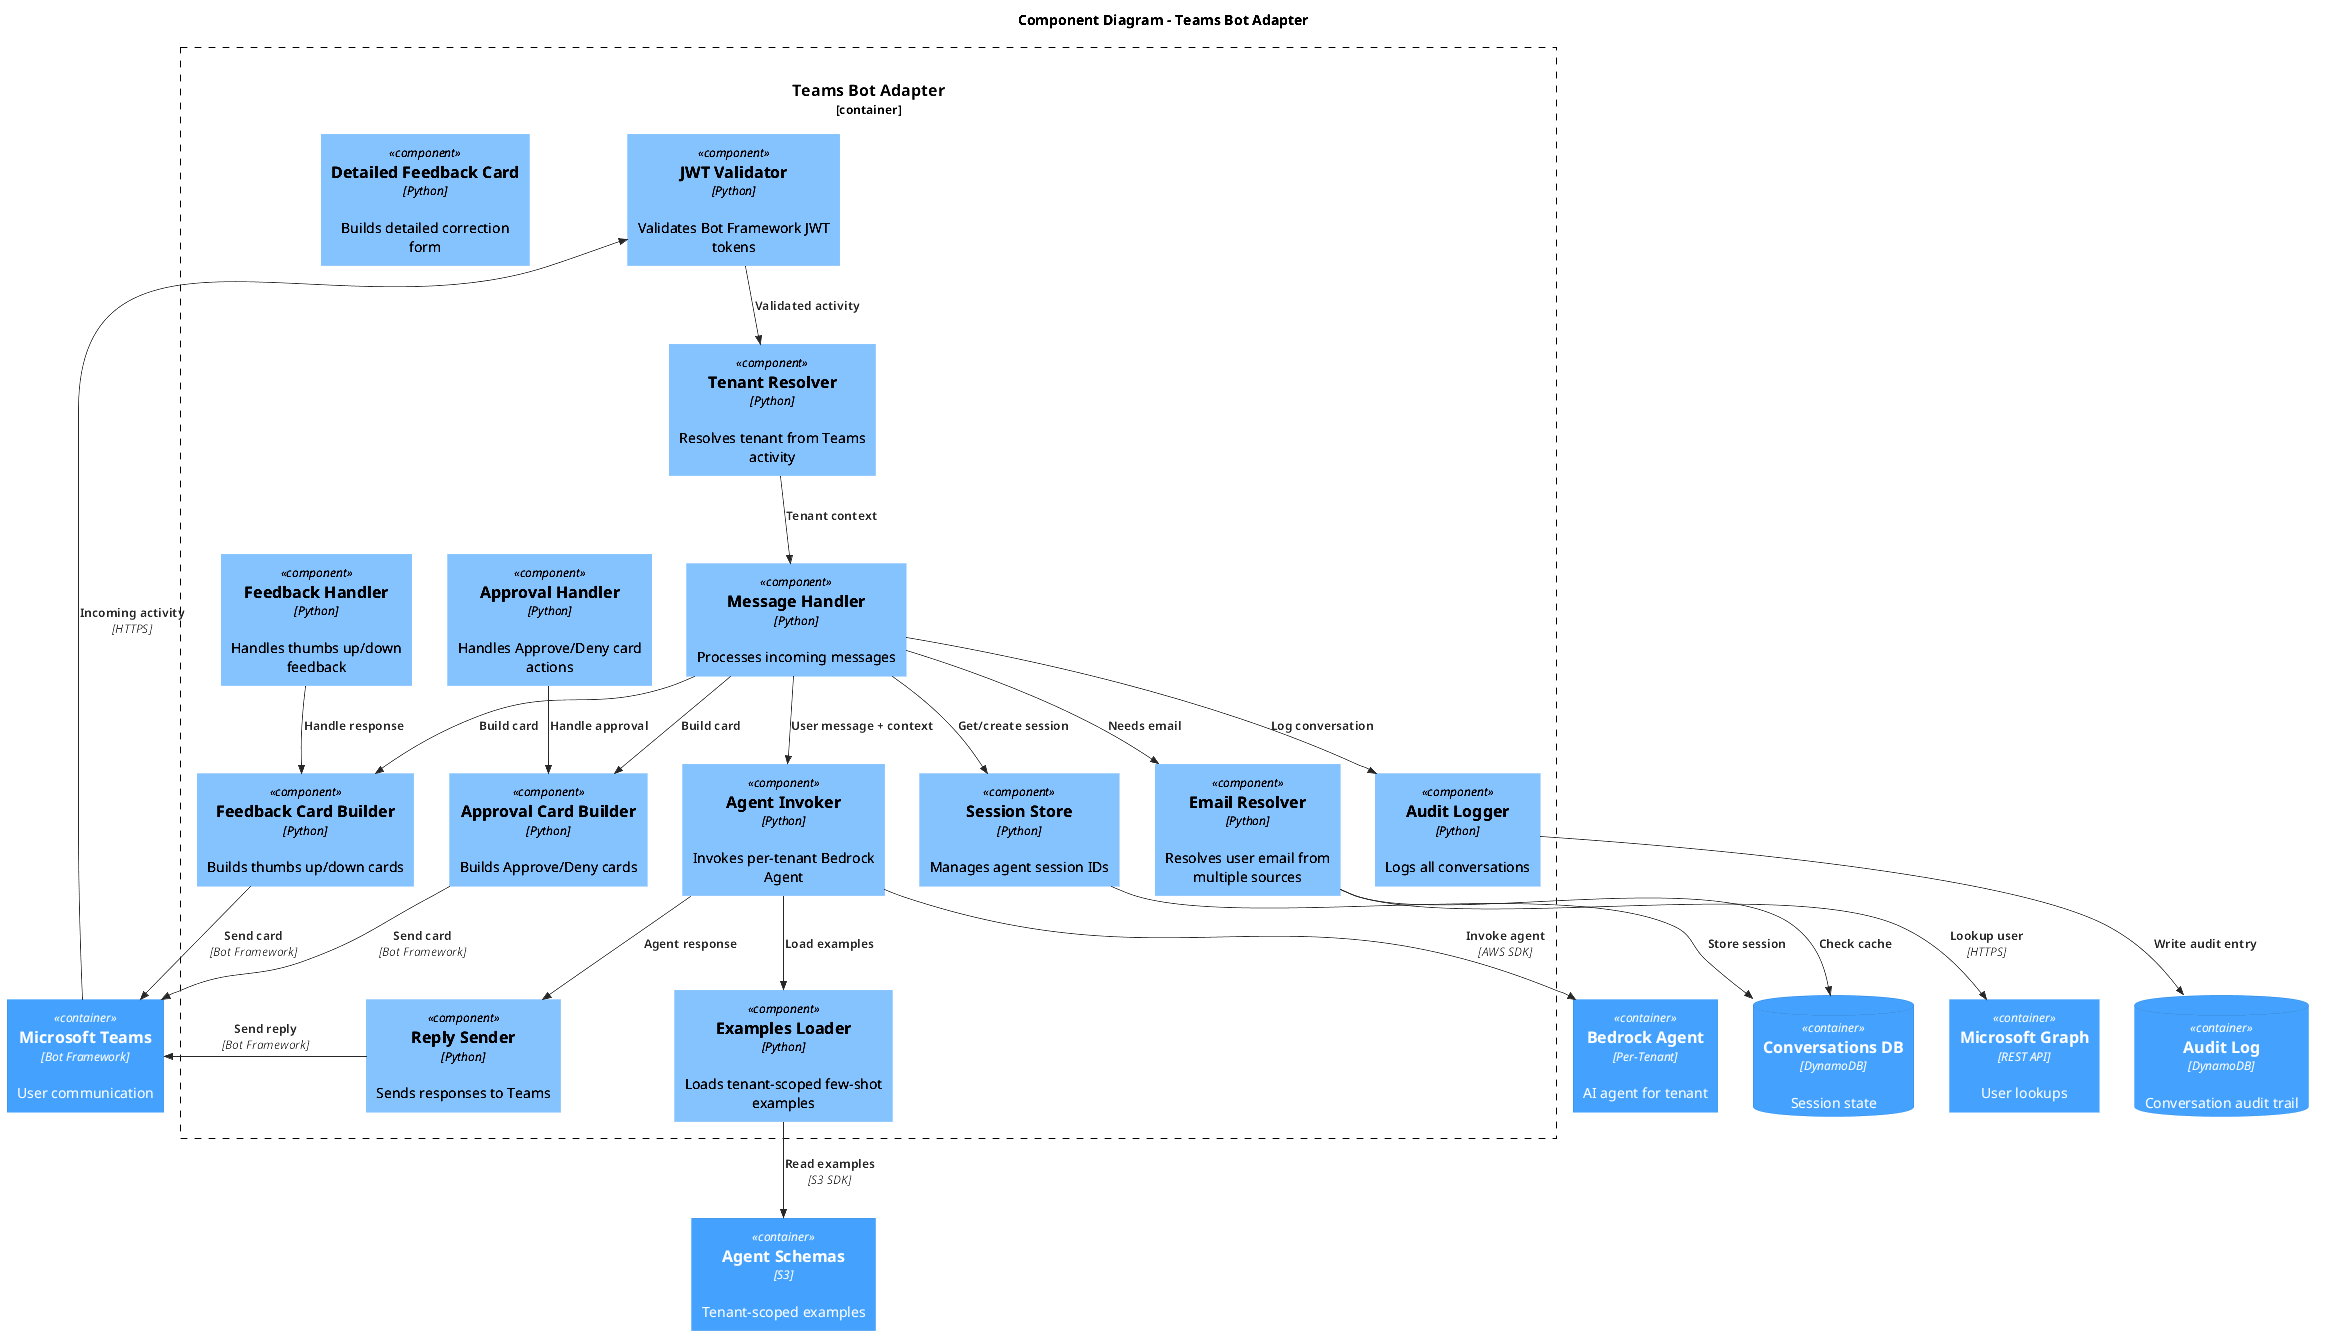 Component Diagram - Teams Bot Adapter
Teams Bot Adapter
[container]
«component»
Detailed Feedback Card
[Python]
Builds detailed correction
form
«component»
JWT Validator
[Python]
Validates Bot Framework JWT
tokens
Validated activity
«component»
Tenant Resolver
[Python]
Resolves tenant from Teams
activity
Tenant context
«component»
Feedback Handler
[Python]
Handles thumbs up/down
feedback
«component»
Approval Handler
[Python]
Handles Approve/Deny card
actions
«component»
Message Handler
[Python]
Processes incoming messages
Incoming activity
[HTTPS]
Handle response
Build card
Handle approval
Build card
User message + context
Get/create session
Needs email
Log conversation
«component»
Feedback Card Builder
[Python]
Builds thumbs up/down cards
«component»
Approval Card Builder
[Python]
Builds Approve/Deny cards
«component»
Agent Invoker
[Python]
Invokes per-tenant Bedrock
Agent
«component»
Session Store
[Python]
Manages agent session IDs
«component»
Email Resolver
[Python]
Resolves user email from
multiple sources
«component»
Audit Logger
[Python]
Logs all conversations
Send card
[Bot Framework]
Send card
[Bot Framework]
Agent response
Load examples
Invoke agent
[AWS SDK]
Store session
Check cache
Lookup user
[HTTPS]
Write audit entry
«container»
Microsoft Teams
[Bot Framework]
User communication
Send reply
[Bot Framework]
«component»
Reply Sender
[Python]
Sends responses to Teams
«component»
Examples Loader
[Python]
Loads tenant-scoped few-shot
examples
«container»
Bedrock Agent
[Per-Tenant]
AI agent for tenant
«container»
Conversations DB
[DynamoDB]
Session state
«container»
Microsoft Graph
[REST API]
User lookups
«container»
Audit Log
[DynamoDB]
Conversation audit trail
Read examples
[S3 SDK]
«container»
Agent Schemas
[S3]
Tenant-scoped examples